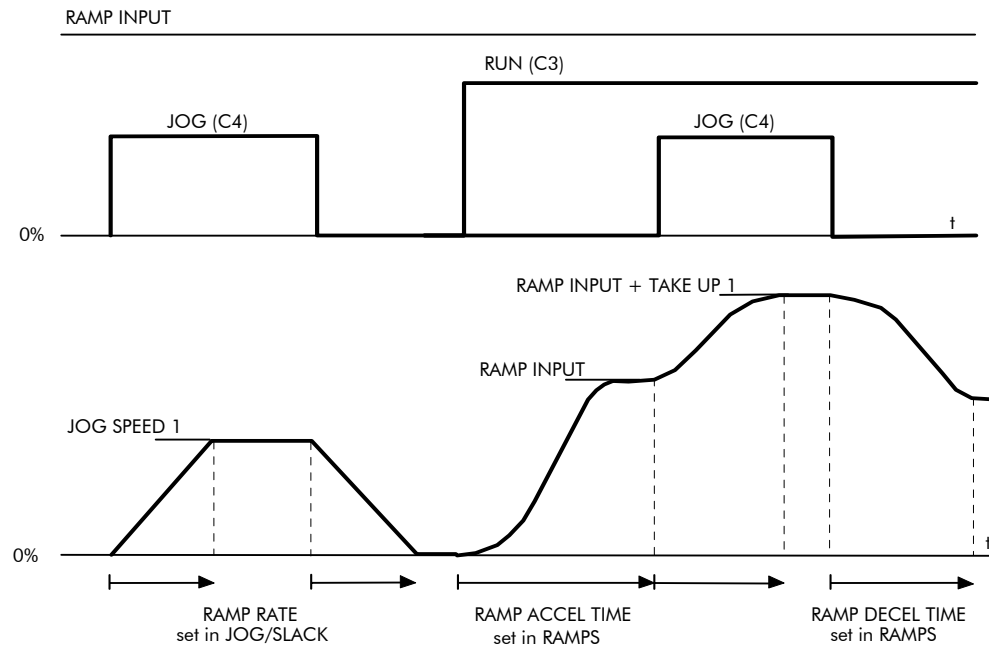 RAMP INPUT
RUN (C3)
JOG (C4)
JOG (C4)
t
0%
RAMP INPUT + TAKE UP 1
RAMP INPUT
JOG SPEED 1
t
0%
RAMP RATE
set in JOG/SLACK
RAMP ACCEL TIME
set in RAMPS
RAMP DECEL TIME
set in RAMPS